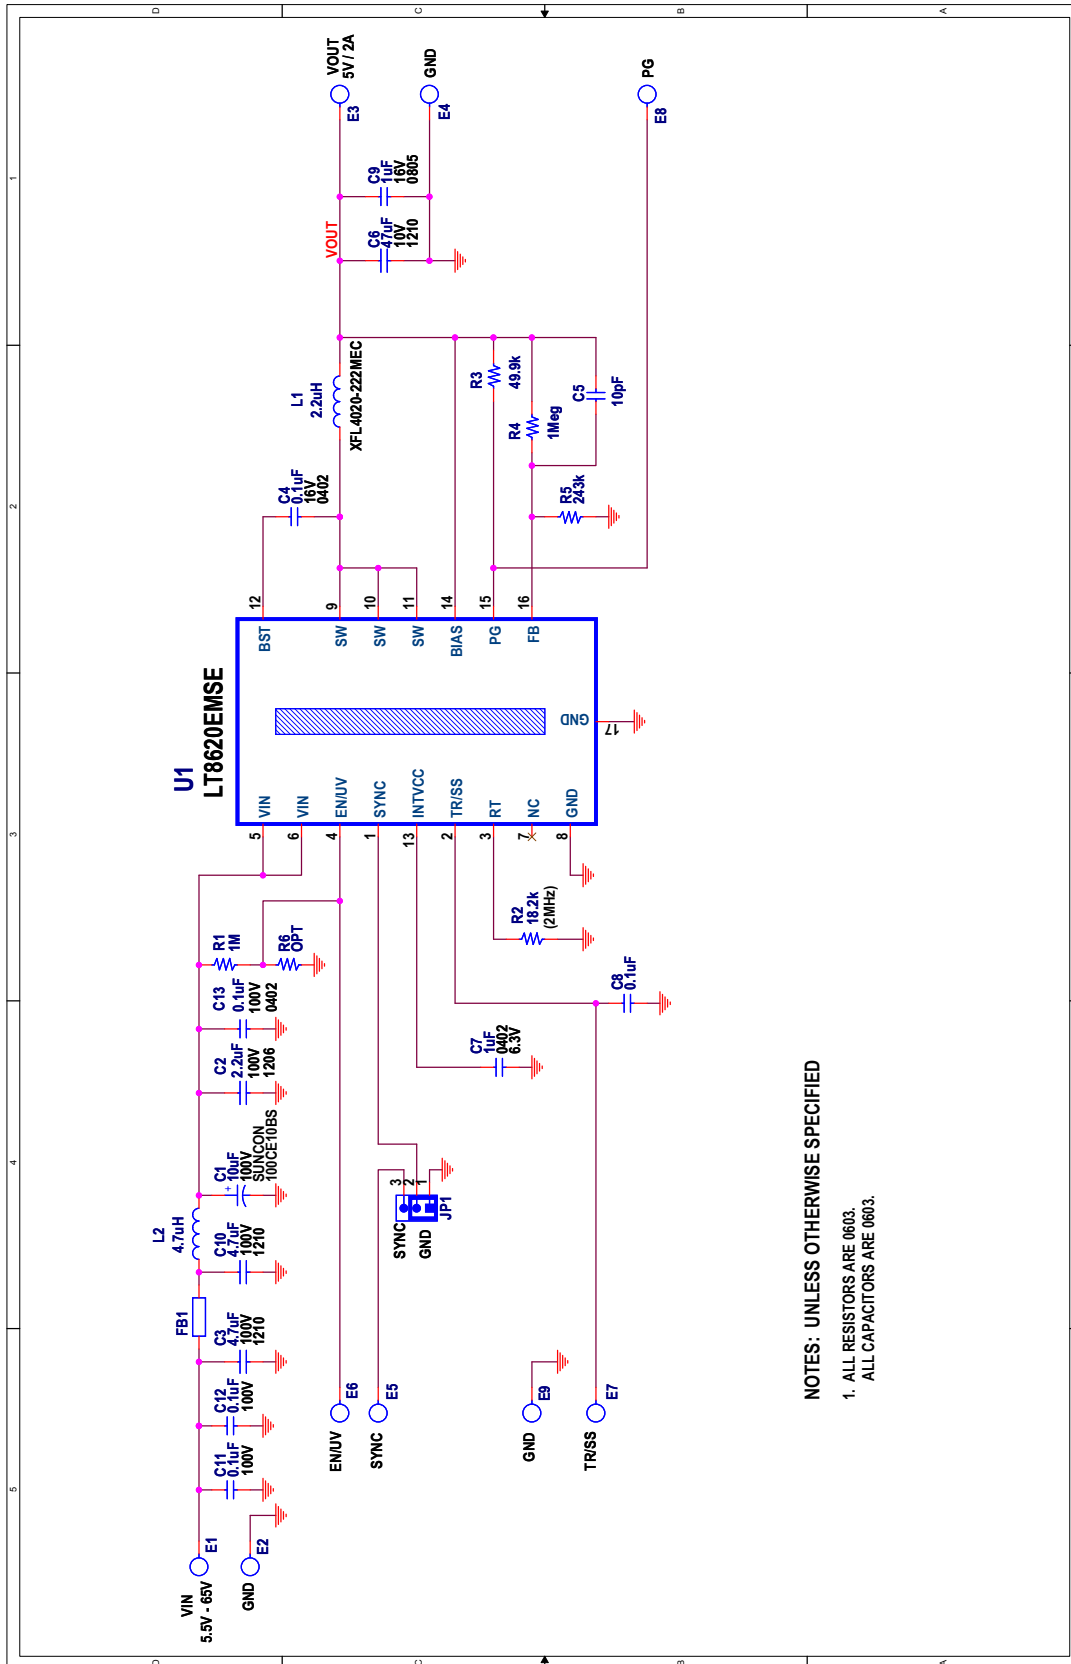 U1
LT8620EMSE
VIN
5.5V - 65V
E1
GND
E2
C11
0.1uF
100V
C12
0.1uF
100V
C3
4.7uF
100V
1210
FB1
C10
4.7uF
100V
1210
L2
4.7uH
+
C1
10uF
100V
SUNCON
100CE10BS
C2
2.2uF
100V
1206
C13
0.1uF
100V
0402
R1
1M
R6
OPT
EN/UV
E6
SYNC
E5
SYNC
GND
3
2
1
JP1
GND
E9
TR/SS
E7
C7
1uF
0402
6.3V
C8
0.1uF
R2
18.2k
(2MHz)
5
VIN
6
VIN
4
EN/UV
1
SYNC
13
INTVCC
2
TR/SS
3
RT
7
NC
8
GND
17
GND
BST
12
SW
9
SW
10
SW
11
BIAS
14
PG
15
FB
16
C4
0.1uF
16V
0402
L1
2.2uH
XFL4020-222MEC
R3
49.9k
R4
1Meg
C5
10pF
R5
243k
VOUT
C6
47uF
10V
1210
C9
1uF
16V
0805
VOUT
5V / 2A
E3
GND
E4
PG
E8
NOTES: UNLESS OTHERWISE SPECIFIED
1. ALL RESISTORS ARE 0603.
ALL CAPACITORS ARE 0603.
5
4
3
2
1
D
C
B
A
D
C
B
A